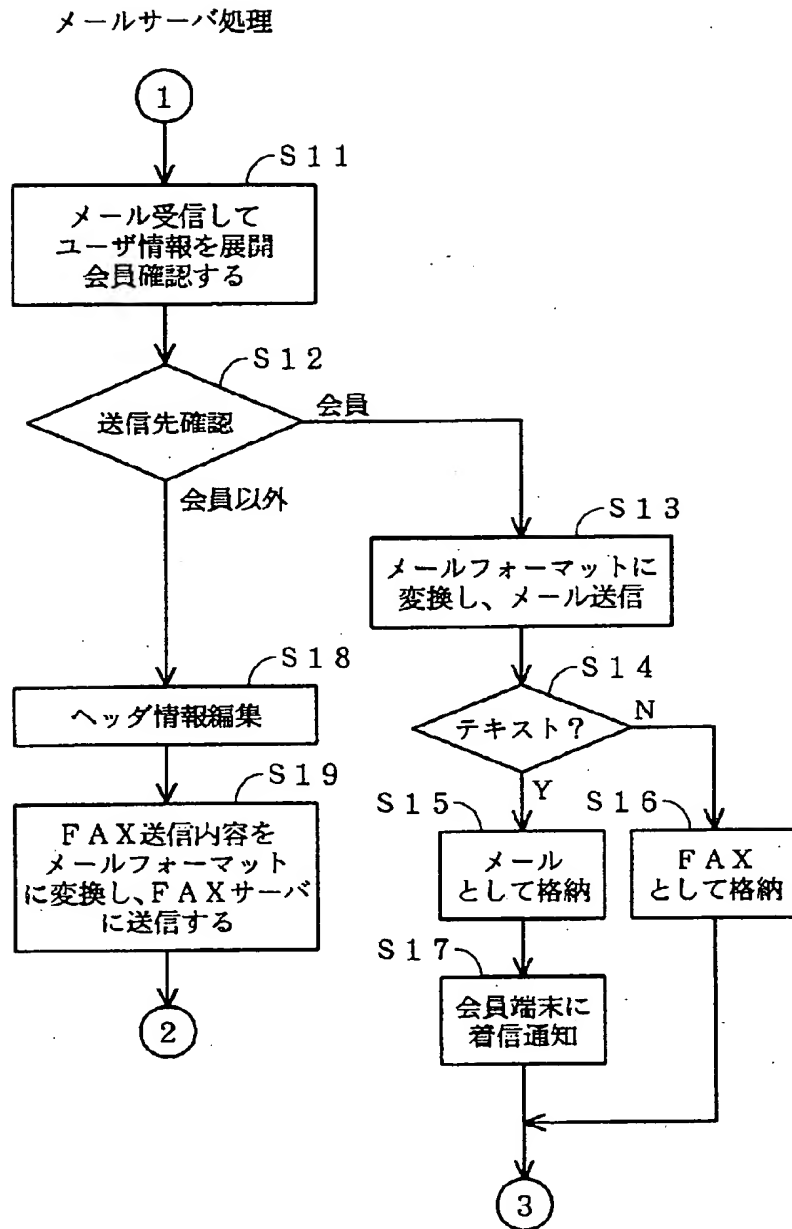 メールサーバ処理
1
S11
メール受信して
ユーザ情報を展開
会員確認する
S12
送信先確認
会員
会員以外
S13
メールフォーマットに
変換し、メール送信
S18
ヘッダ情報編集
S14
テキスト?
N
Y
S19
FAX送信内容を
メールフォーマット
に変換し、FAXサーバ
に送信する
2
S15
メール
として格納
S16
FAX
として格納
S17
会員端末に
着信通知
3